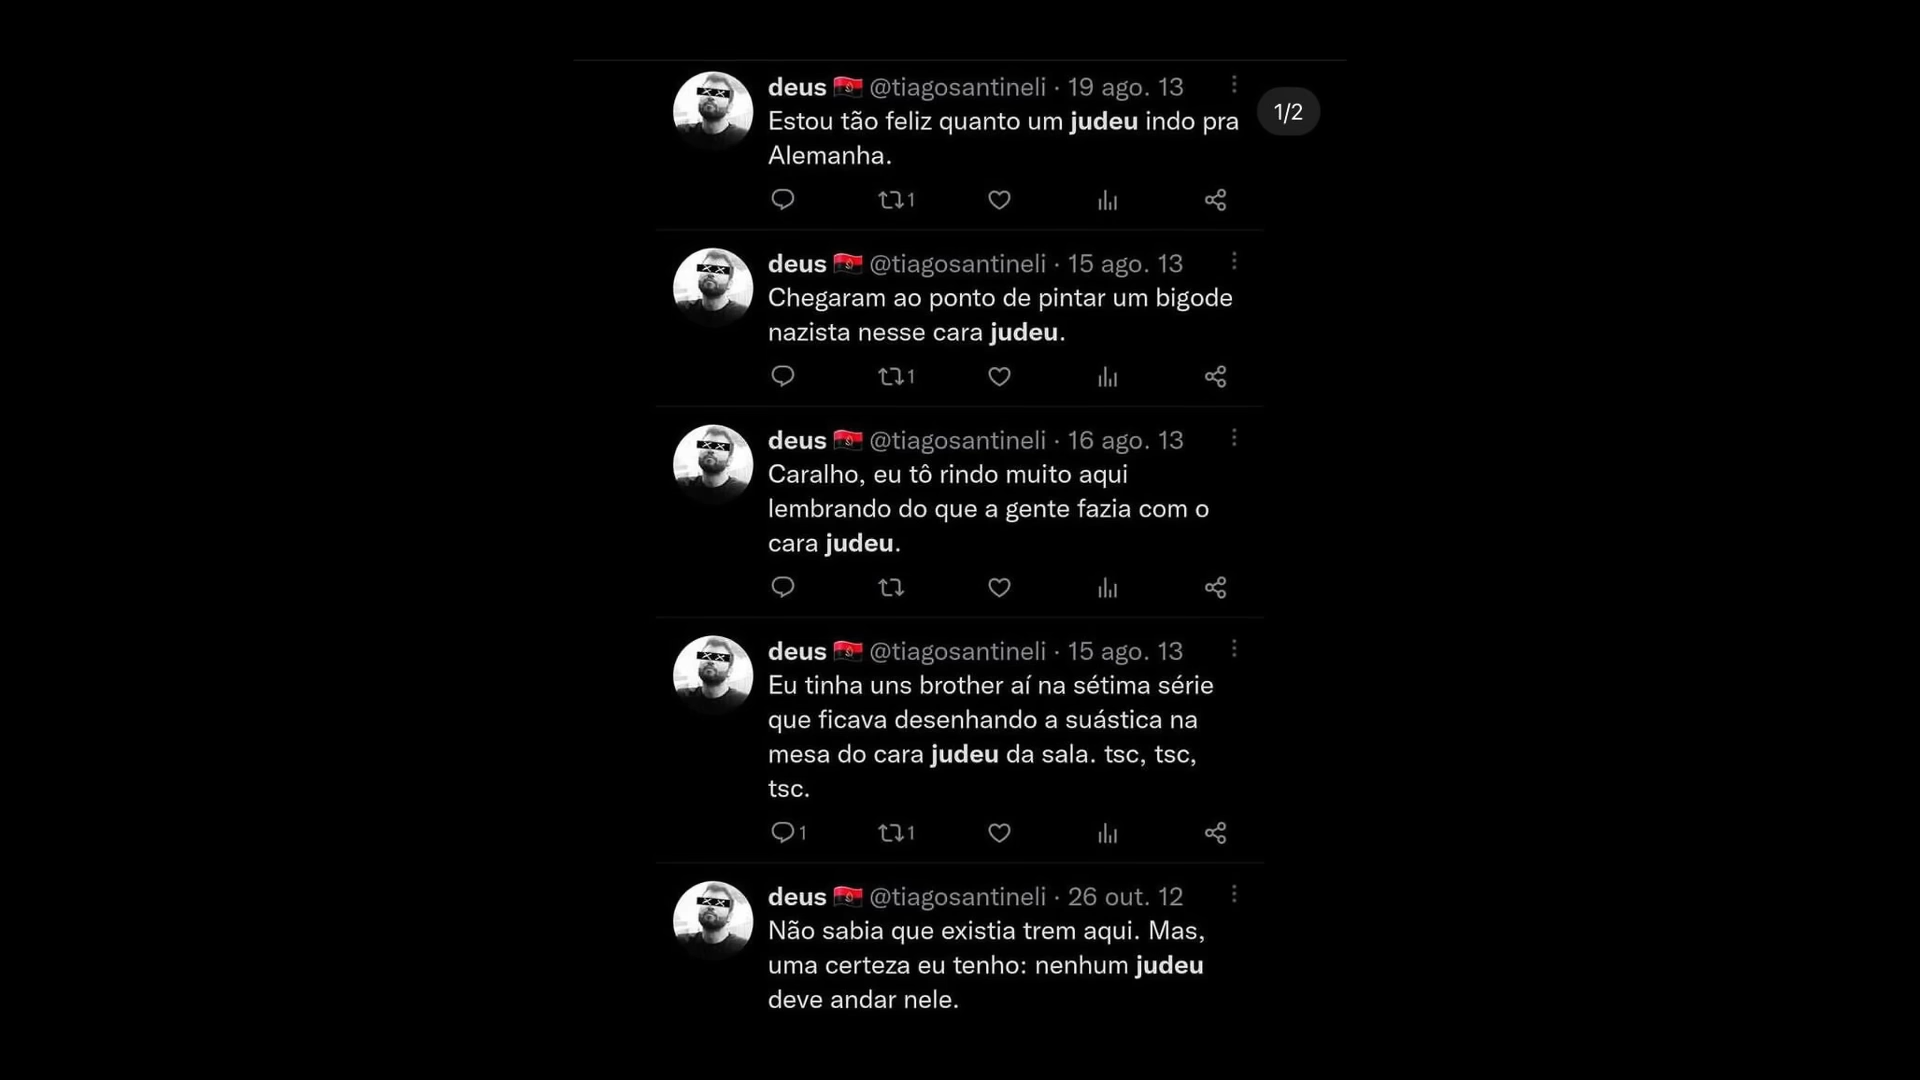 deus 🇦🇴 @tiagosantineli · 19 ago. 13
1/2
Estou tão feliz quanto um judeu indo pra
Alemanha.
1
deus 🇦🇴 @tiagosantineli · 15 ago. 13
Chegaram ao ponto de pintar um bigode
nazista nesse cara judeu.
1
deus 🇦🇴 @tiagosantineli · 16 ago. 13
Caralho, eu tô rindo muito aqui
lembrando do que a gente fazia com o
cara judeu.
deus 🇦🇴 @tiagosantineli · 15 ago. 13
Eu tinha uns brother aí na sétima série
que ficava desenhando a suástica na
mesa do cara judeu da sala. tsc, tsc,
tsc.
1 1
deus 🇦🇴 @tiagosantineli · 26 out. 12
Não sabia que existia trem aqui. Mas,
uma certeza eu tenho: nenhum judeu
deve andar nele.